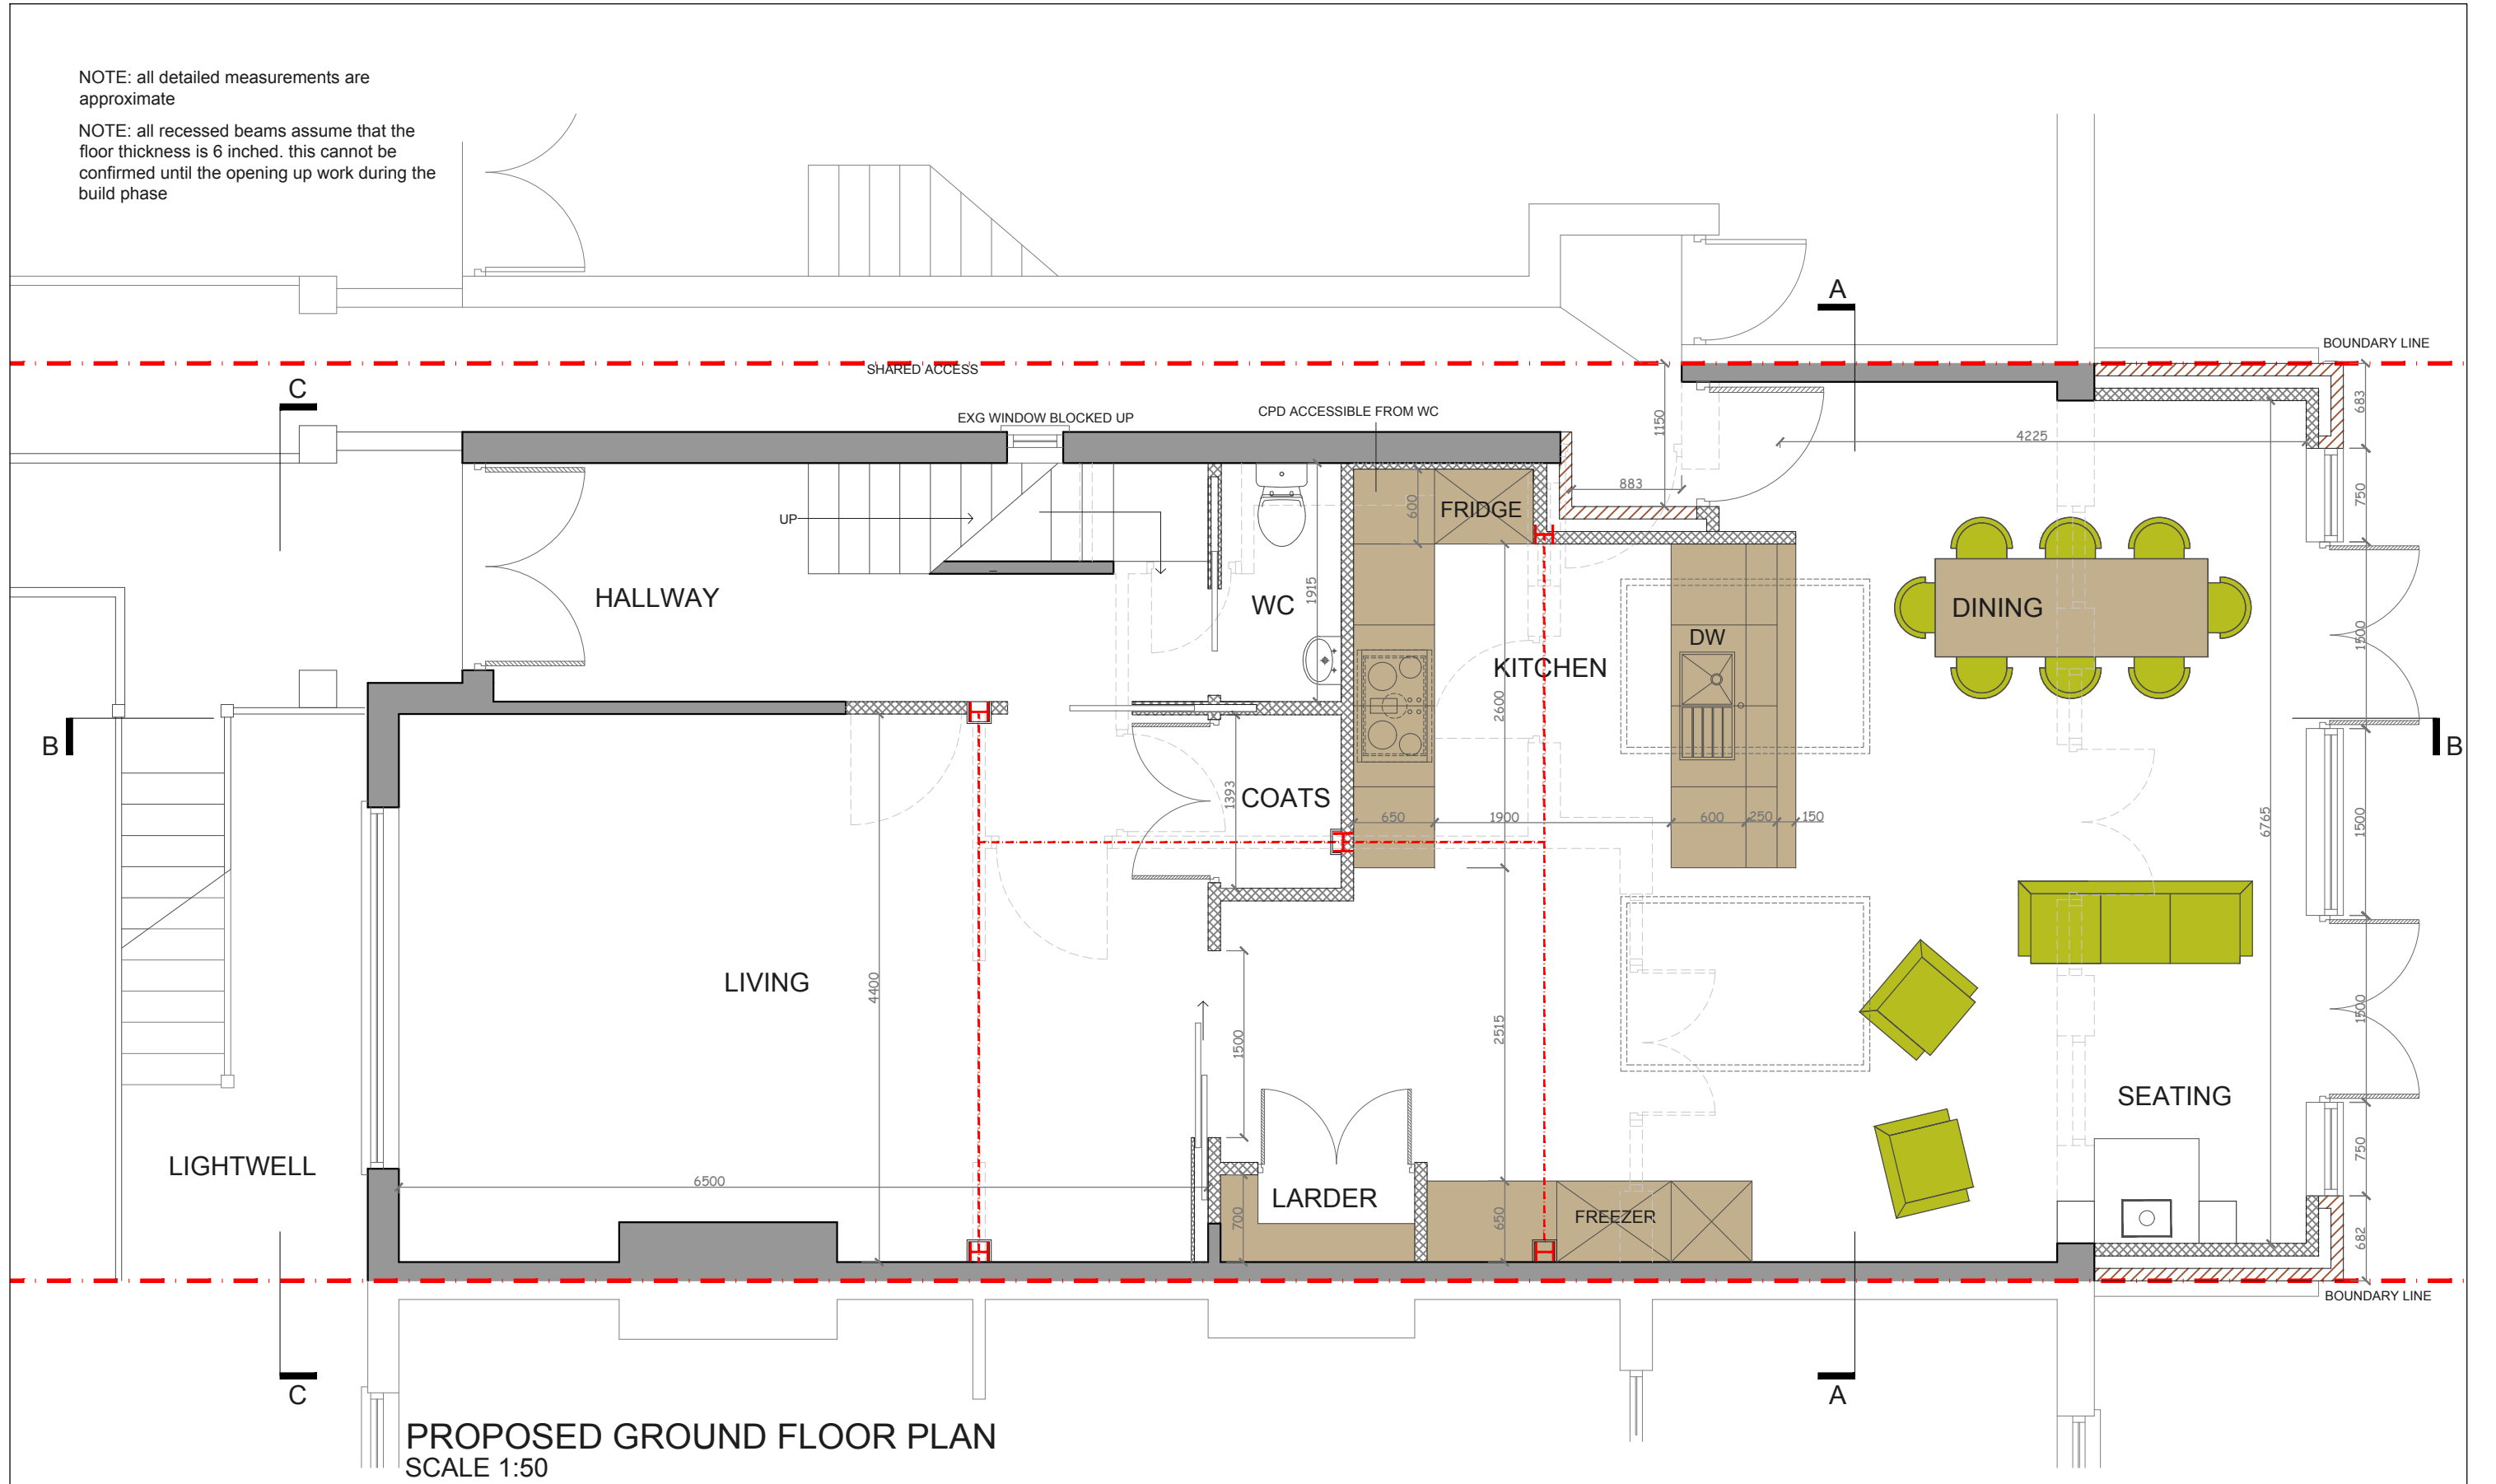 NOTE: all detailed measurements are
approximate
NOTE: all recessed beams assume that the
floor thickness is 6 inched. this cannot be
confirmed until the opening up work during the
build phase
A
BOUNDARY LINE
SHARED ACCESS
C
EXG WINDOW BLOCKED UP
CPD ACCESSIBLE FROM WC
1150
683
4225
883
750
600
FRIDGE
UP
HALLWAY
WC
1915
DINING
1500
DW
KITCHEN
2600
B
B
COATS
1393
650
1900
600
250
150
6765
1500
LIVING
4400
1500
2515
1500
SEATING
LIGHTWELL
750
6500
LARDER
700
650
FREEZER
682
BOUNDARY LINE
C
A
PROPOSED GROUND FLOOR PLAN
SCALE 1:50